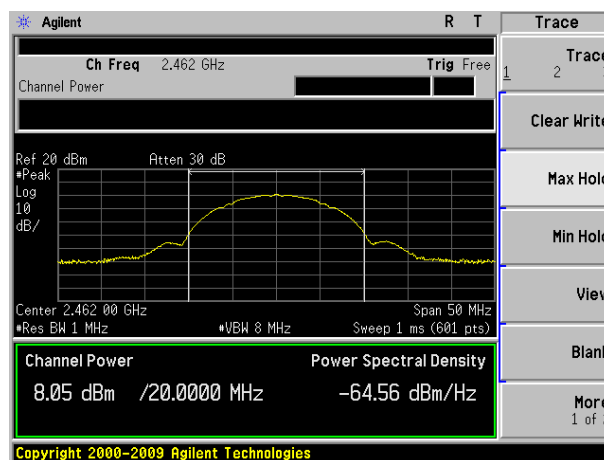 Agilent R T Trace
Ch Freq 2.462 GHz Trig Free
Channel Power
Trace
1 2
Clear Write
Max Hold
Min Hold
View
Blank
More
1 of
Ref 20 dBm Atten 30 dB
#Peak
Log
10
dB/
Center 2.462 00 GHz Span 50 MHz
#Res BW 1 MHz #VBW 8 MHz Sweep 1 ms (601 pts)
Channel Power Power Spectral Density
8.05 dBm /20.0000 MHz -64.56 dBm/Hz
Copyright 2000-2009 Agilent Technologies